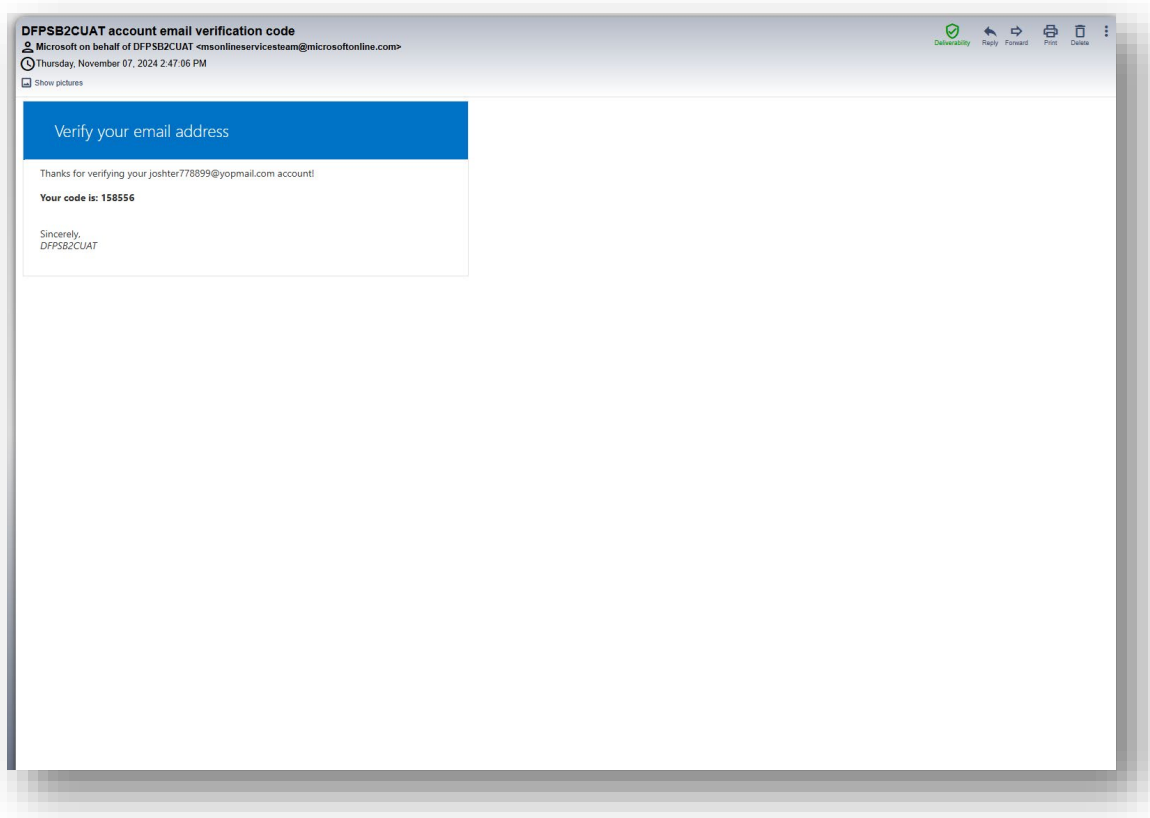 DFPSB2CUAT account email verification code
Microsoft on behalf of DFPSB2CUAT <msonlineservicesteam@microsoftonline.com>
Thursday, November 07, 2024 2:47:06 PM
Show pictures
Deliverability Reply Forward Print Delete
Verify your email address
Thanks for verifying your joshter778899@yopmail.com account!
Your code is: 158556
Sincerely,
DFPSB2CUAT